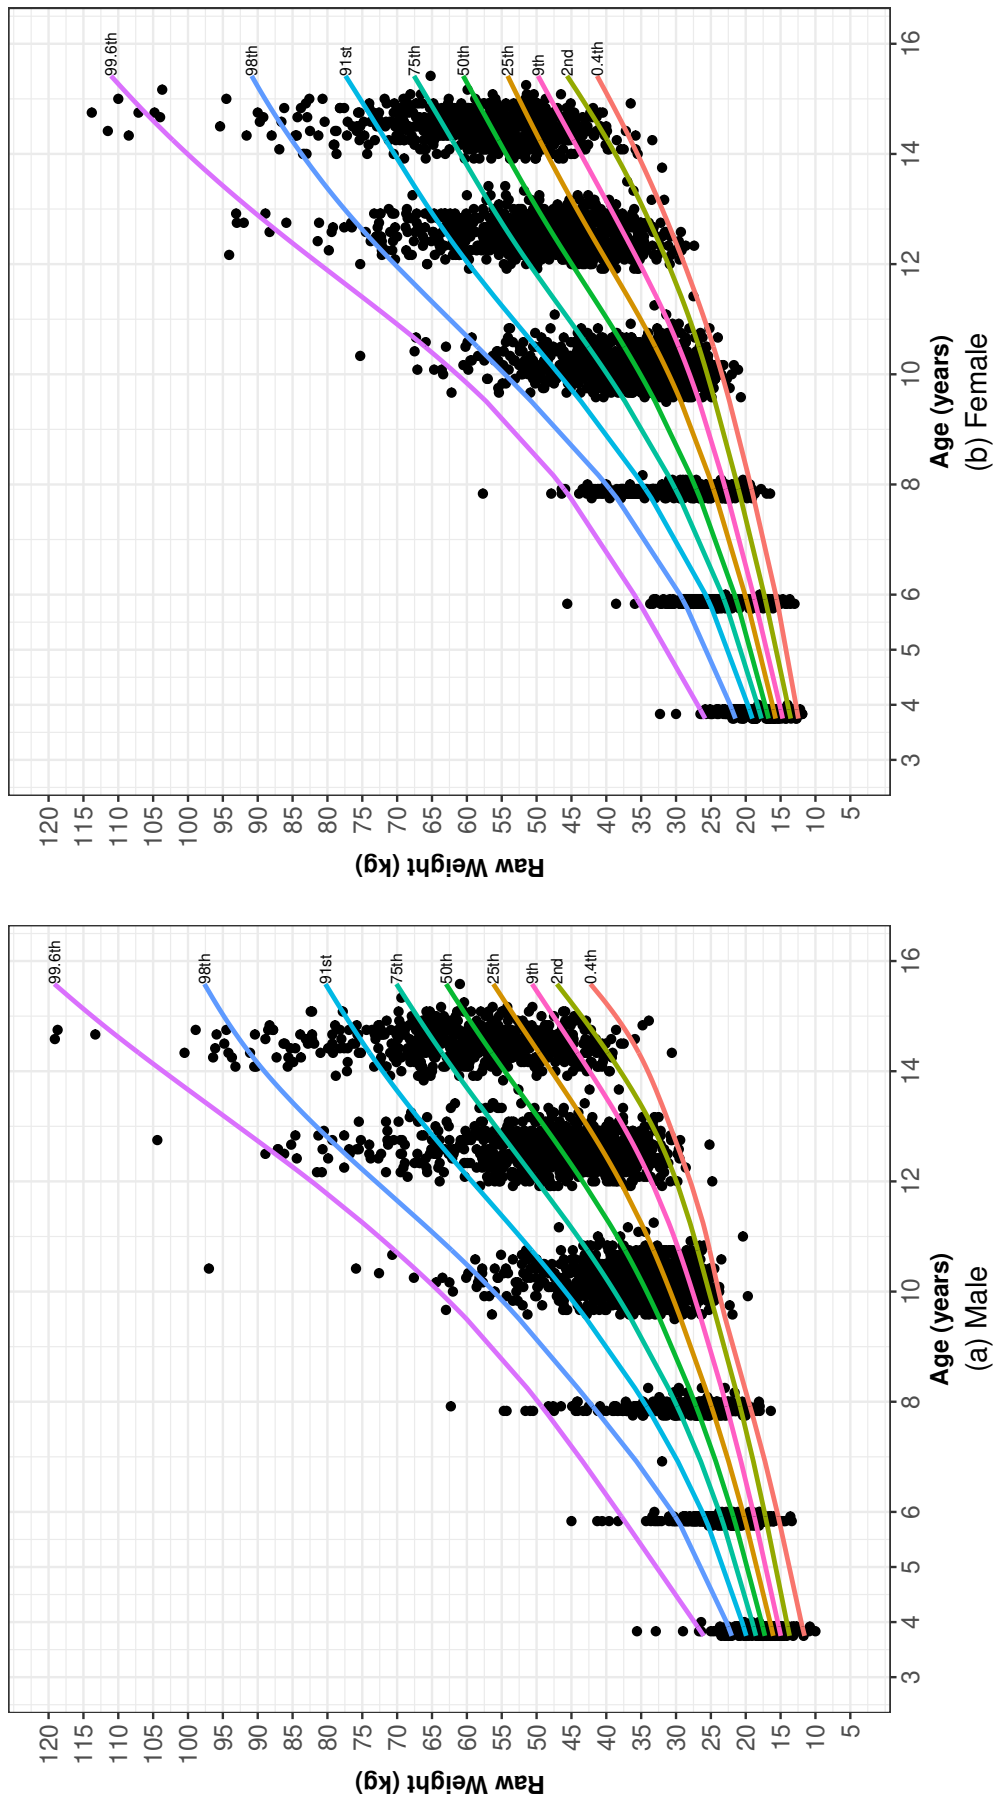 120
115
110
105
100
95
90
85
80
75
70
65
60
55
50
45
40
35
30
25
20
15
10
5
Raw Weight (kg)
99.6th
98th
91st
75th
50th
25th
9th
2nd
0.4th
3
4
5
6
8
10
12
14
16
Age (years)
(a) Male
120
115
110
105
100
95
90
85
80
75
70
65
60
55
50
45
40
35
30
25
20
15
10
5
Raw Weight (kg)
99.6th
98th
91st
75th
50th
25th
9th
2nd
0.4th
3
4
5
6
8
10
12
14
16
Age (years)
(b) Female